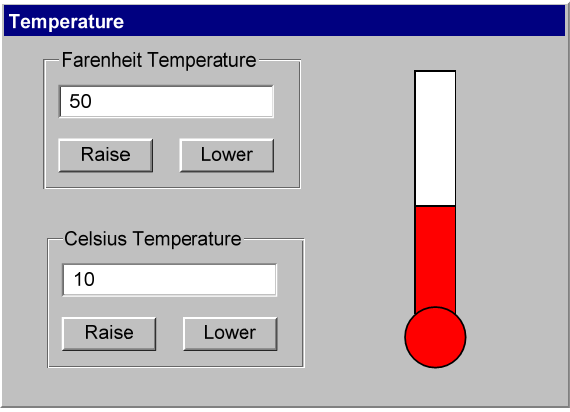 Temperature
Farenheit Temperature
50
Raise
Lower
Celsius Temperature
10
Raise
Lower